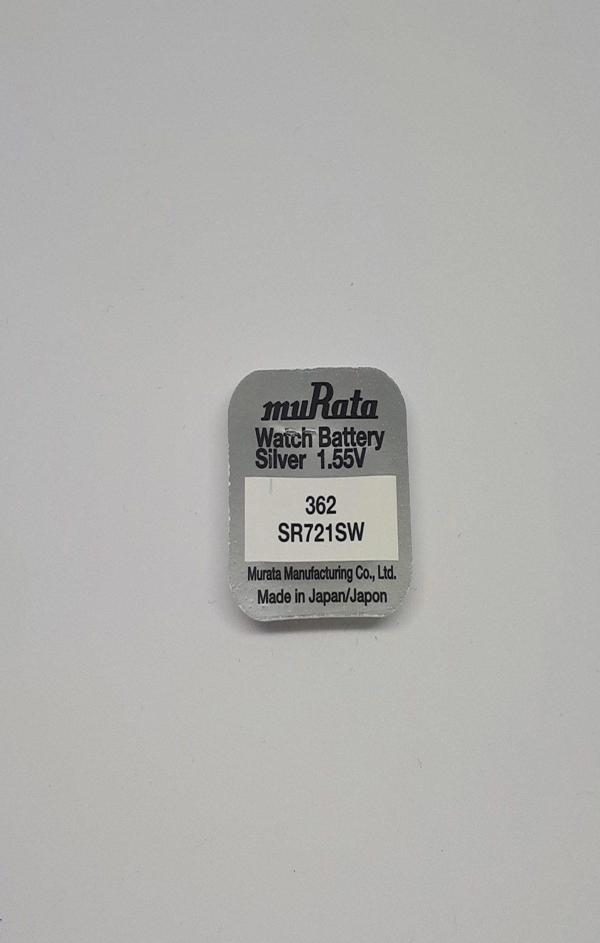 muRata
Watch Battery
Silver 1.55V
362
SR721SW
Murata Manufacturing Co., Ltd.
Made in Japan/Japon